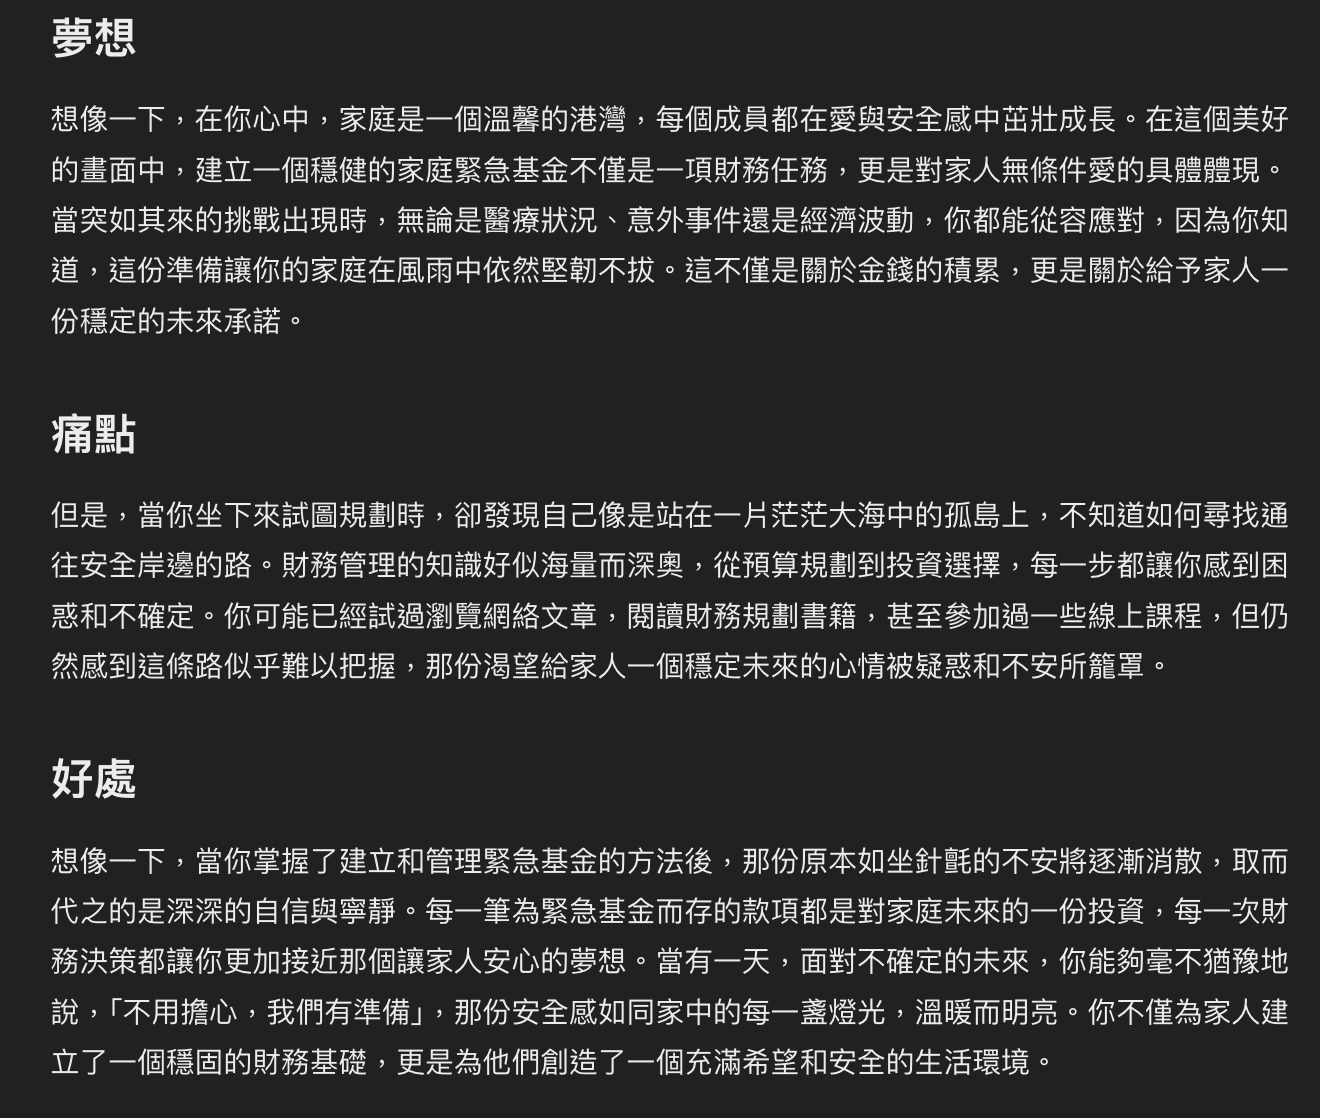 夢想
想像一下，在你心中，家庭是一個溫馨的港灣，每個成員都在愛與安全感中茁壯成長。在這個美好
的畫面中，建立一個穩健的家庭緊急基金不僅是一項財務任務，更是對家人無條件愛的具體體現。
當突如其來的挑戰出現時，無論是醫療狀況、意外事件還是經濟波動，你都能從容應對，因為你知
道，這份準備讓你的家庭在風雨中依然堅韌不拔。這不僅是關於金錢的積累，更是關於給予家人一
份穩定的未來承諾。
痛點
但是，當你坐下來試圖規劃時，卻發現自己像是站在一片茫茫大海中的孤島上，不知道如何尋找通
往安全岸邊的路。財務管理的知識好似海量而深奧，從預算規劃到投資選擇，每一步都讓你感到困
惑和不確定。你可能已經試過瀏覽網絡文章，閱讀財務規劃書籍，甚至參加過一些線上課程，但仍
然感到這條路似乎難以把握，那份渴望給家人一個穩定未來的心情被疑惑和不安所籠罩。
好處
想像一下，當你掌握了建立和管理緊急基金的方法後，那份原本如坐針氈的不安將逐漸消散，取而
代之的是深深的自信與寧靜。每一筆為緊急基金而存的款項都是對家庭未來的一份投資，每一次財
務決策都讓你更加接近那個讓家人安心的夢想。當有一天，面對不確定的未來，你能夠毫不猶豫地
說，「不用擔心，我們有準備」，那份安全感如同家中的每一盞燈光，溫暖而明亮。你不僅為家人建
立了一個穩固的財務基礎，更是為他們創造了一個充滿希望和安全的生活環境。